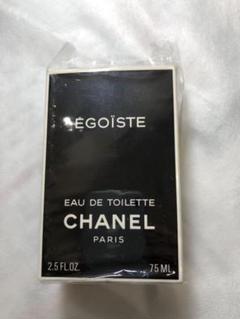 ÉGOÏSTE
EAU DE TOILETTE
CHANEL
PARIS
2.5 FL.OZ. 75 ML